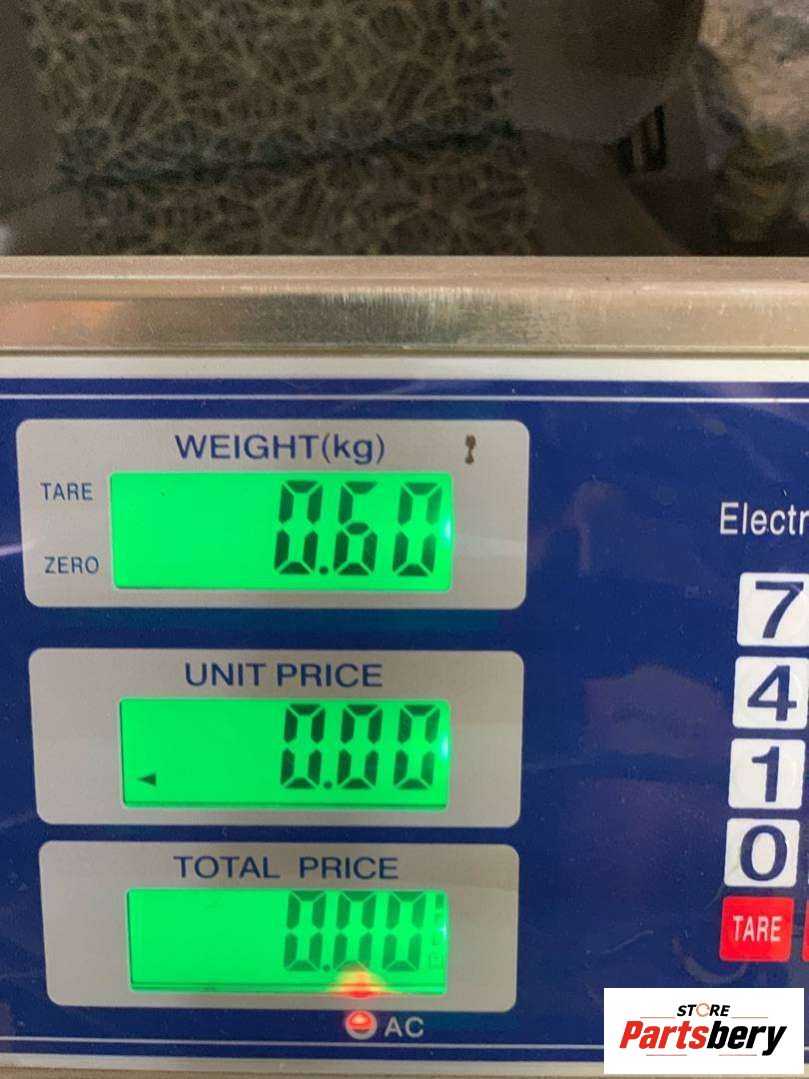 WEIGHT(kg)
TARE
0.60
ZERO
Electr
UNIT PRICE
0.00
7
4
1
0
TOTAL PRICE
0.00
TARE
AC
STORE
Partsbery